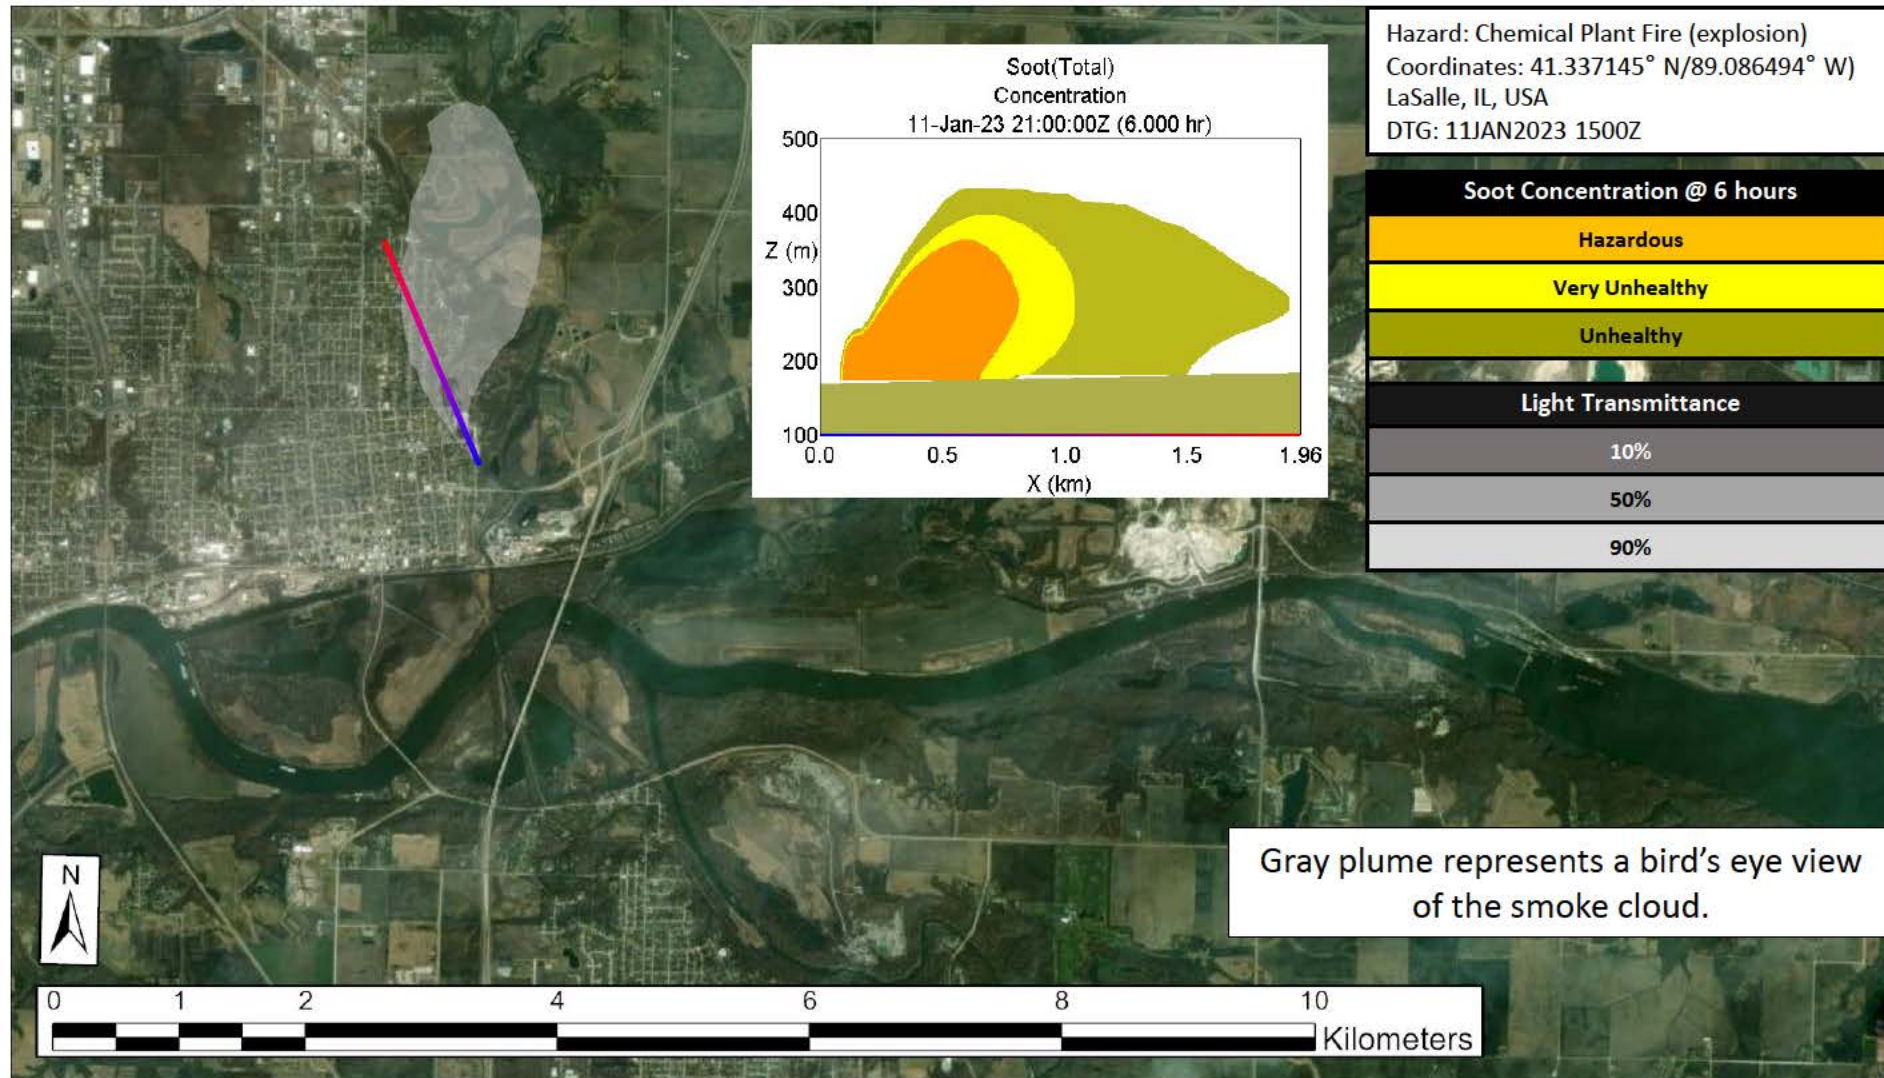 Hazard: Chemical Plant Fire (explosion)
Coordinates: 41.337145° N/89.086494° W)
LaSalle, IL, USA
DTG: 11JAN2023 1500Z
Soot(Total)
Concentration
11-Jan-23 21:00:00Z (6.000 hr)
500
400
Z (m)
300
200
100
0.0 0.5 1.0 1.5 1.96
X (km)
Soot Concentration @ 6 hours
Hazardous
Very Unhealthy
Unhealthy
Light Transmittance
10%
50%
90%
Gray plume represents a bird's eye view
of the smoke cloud.
N
0 1 2 4 6 8 10
Kilometers